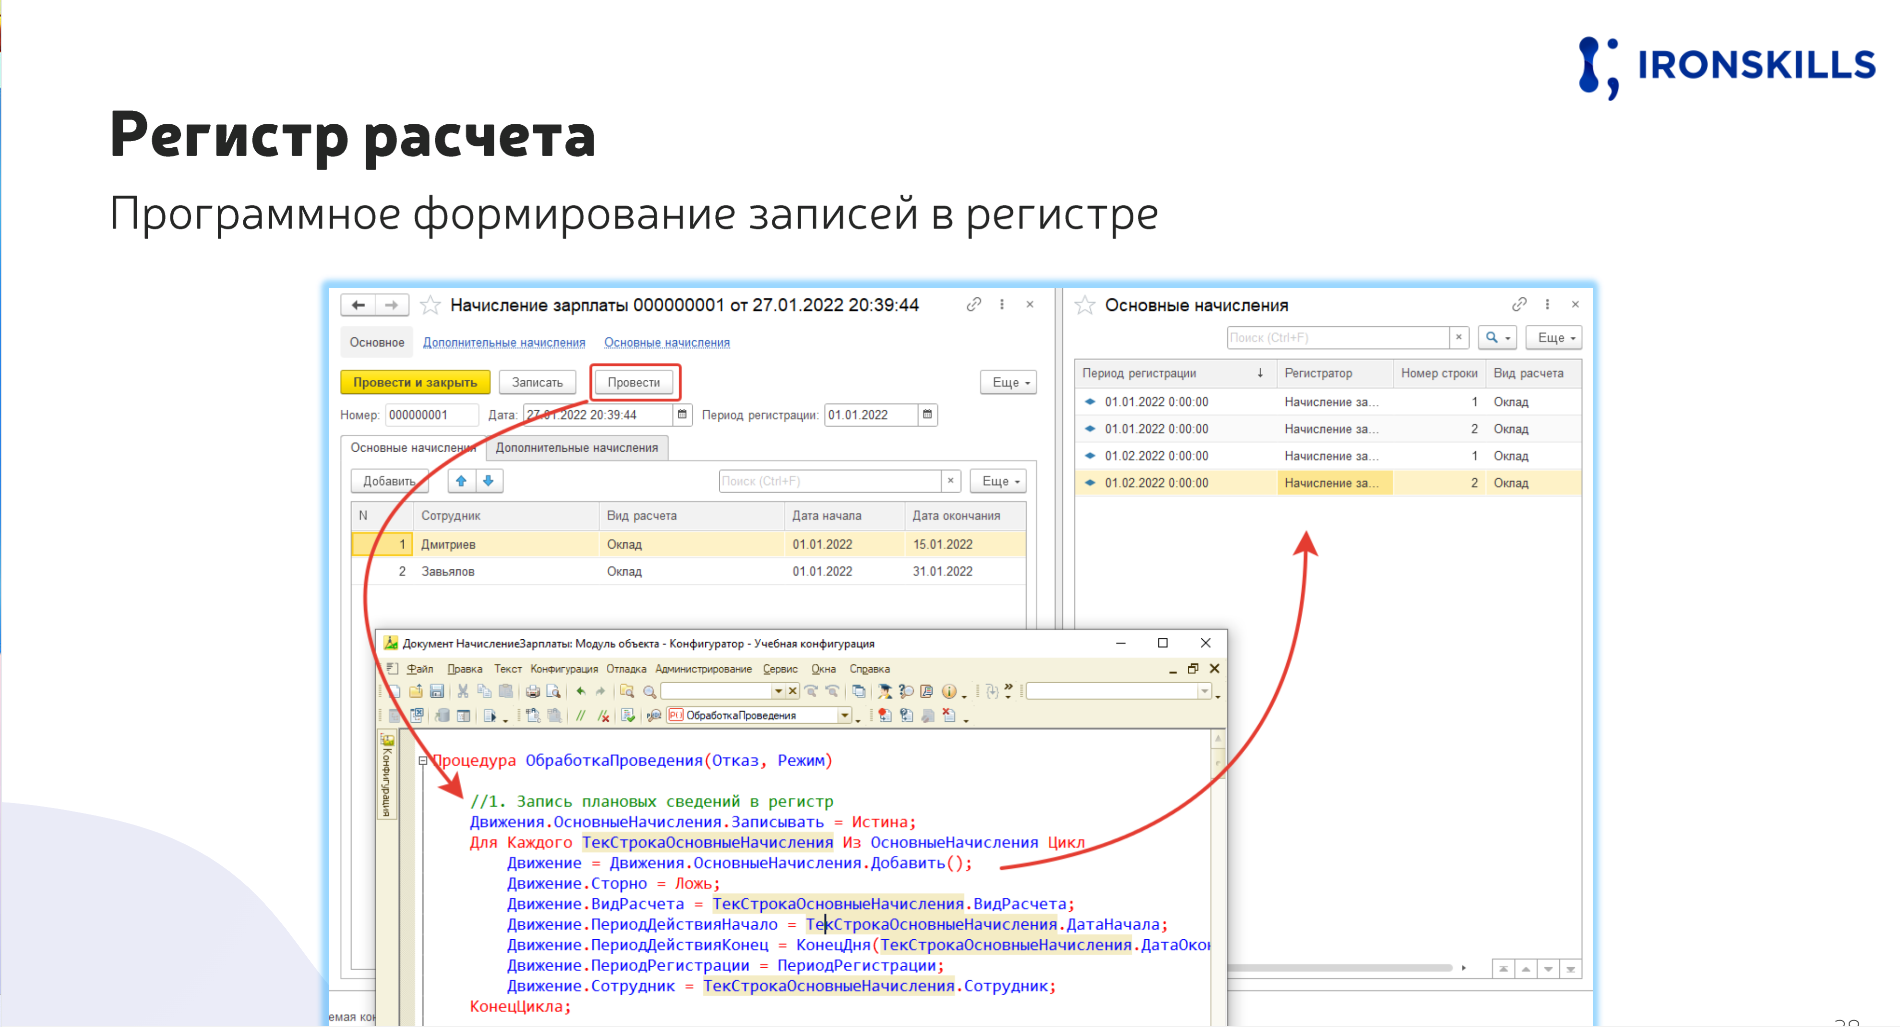 IRONSKILLS
Регистр расчета
Программное формирование записей в регистре
Начисление зарплаты 000000001 от 27.01.2022 20:39:44
Основное Дополнительные начисления Основные начисления
Провести и закрыть Записать Провести Еще
Номер: 000000001 Дата: 27.01.2022 20:39:44 Период регистрации: 01.01.2022
Основные начисления Дополнительные начисления
Добавить Поиск (Ctrl+F) × Еще
N Сотрудник Вид расчета Дата начала Дата окончания
1 Дмитриев Оклад 01.01.2022 15.01.2022
2 Завьялов Оклад 01.01.2022 31.01.2022
Основные начисления
Поиск (Ctrl+F) × Еще
Период регистрации ↓ Регистратор Номер строки Вид расчета
01.01.2022 0:00:00 Начисление за... 1 Оклад
01.01.2022 0:00:00 Начисление за... 2 Оклад
01.02.2022 0:00:00 Начисление за... 1 Оклад
01.02.2022 0:00:00 Начисление за... 2 Оклад
Документ НачислениеЗарплаты: Модуль объекта - Конфигуратор - Учебная конфигурация
Файл Правка Текст Конфигурация Отладка Администрирование Сервис Окна Справка
ОбработкаПроведения
Конфигурация
Процедура ОбработкаПроведения(Отказ, Режим)
//1. Запись плановых сведений в регистр
Движения.ОсновныеНачисления.Записывать = Истина;
Для Каждого ТекСтрокаОсновныеНачисления Из ОсновныеНачисления Цикл
Движение = Движения.ОсновныеНачисления.Добавить();
Движение.Сторно = Ложь;
Движение.ВидРасчета = ТекСтрокаОсновныеНачисления.ВидРасчета;
Движение.ПериодДействияНачало = ТекСтрокаОсновныеНачисления.ДатаНачала;
Движение.ПериодДействияКонец = КонецДня(ТекСтрокаОсновныеНачисления.ДатаОкон
Движение.ПериодРегистрации = ПериодРегистрации;
Движение.Сотрудник = ТекСтрокаОсновныеНачисления.Сотрудник;
КонецЦикла;